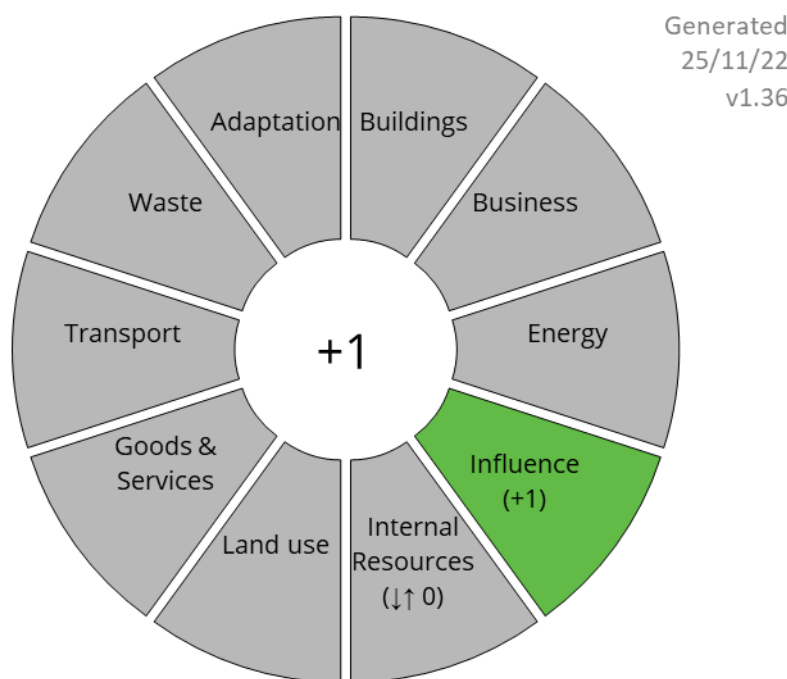 Generated
25/11/22
v1.36
Adaptation
Buildings
Business
Energy
Influence
(+1)
Internal
Resources
(↓↑ 0)
Land use
Goods &
Services
Transport
Waste
+1